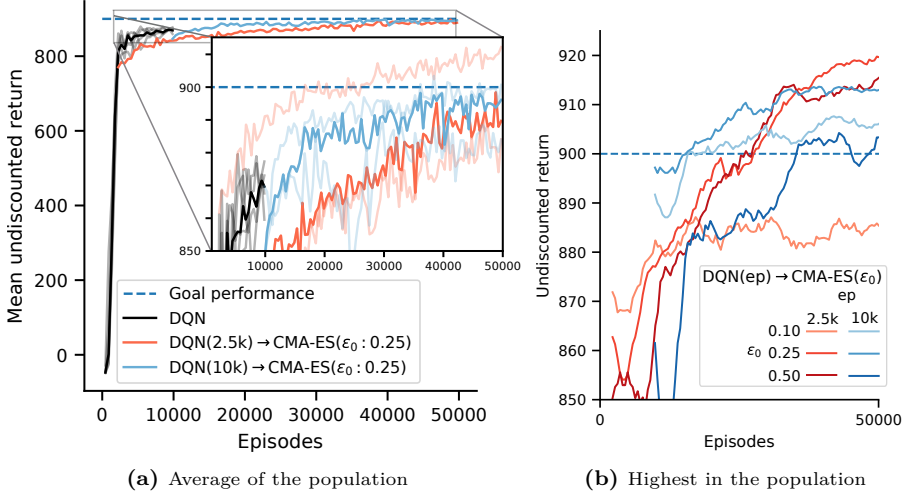 Mean undiscounted return
800
600
400
200
0
900
850
10000
20000
30000
40000
50000
Goal performance
DQN
DQN(2.5k)→CMA-ES(ε₀ : 0.25)
DQN(10k)→CMA-ES(ε₀ : 0.25)
0
10000
20000
30000
40000
50000
Episodes
(a) Average of the population
Undiscounted return
920
910
900
890
880
870
860
850
DQN(ep)→CMA-ES(ε₀)
ep
2.5k 10k
0.10
ε₀ 0.25
0.50
0
50000
Episodes
(b) Highest in the population